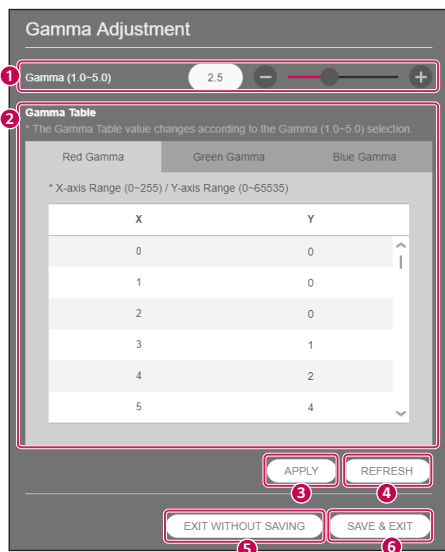 Gamma Adjustment
1 Gamma (1.0~5.0) 2.5
2 Gamma Table
* The Gamma Table value changes according to the Gamma (1.0~5.0) selection.
Red Gamma Green Gamma Blue Gamma
* X-axis Range (0~255) / Y-axis Range (0~65535)
X Y
0 0
1 0
2 0
3 1
4 2
5 4
APPLY REFRESH
3 4
EXIT WITHOUT SAVING SAVE & EXIT
5 6